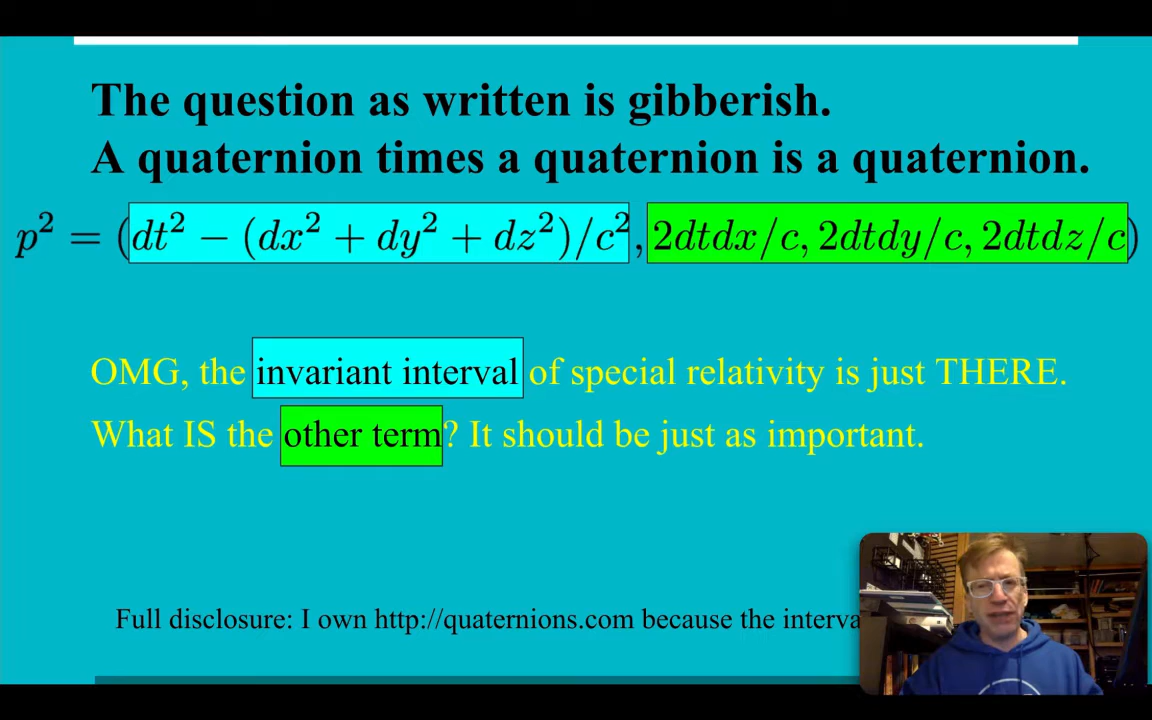 The question as written is gibberish.
A quaternion times a quaternion is a quaternion.
p² = (dt² − (dx² + dy² + dz²)/c², 2dtdx/c, 2dtdy/c, 2dtdz/c)
OMG, the invariant interval of special relativity is just THERE.
What IS the other term? It should be just as important.
Full disclosure: I own http://quaternions.com because the